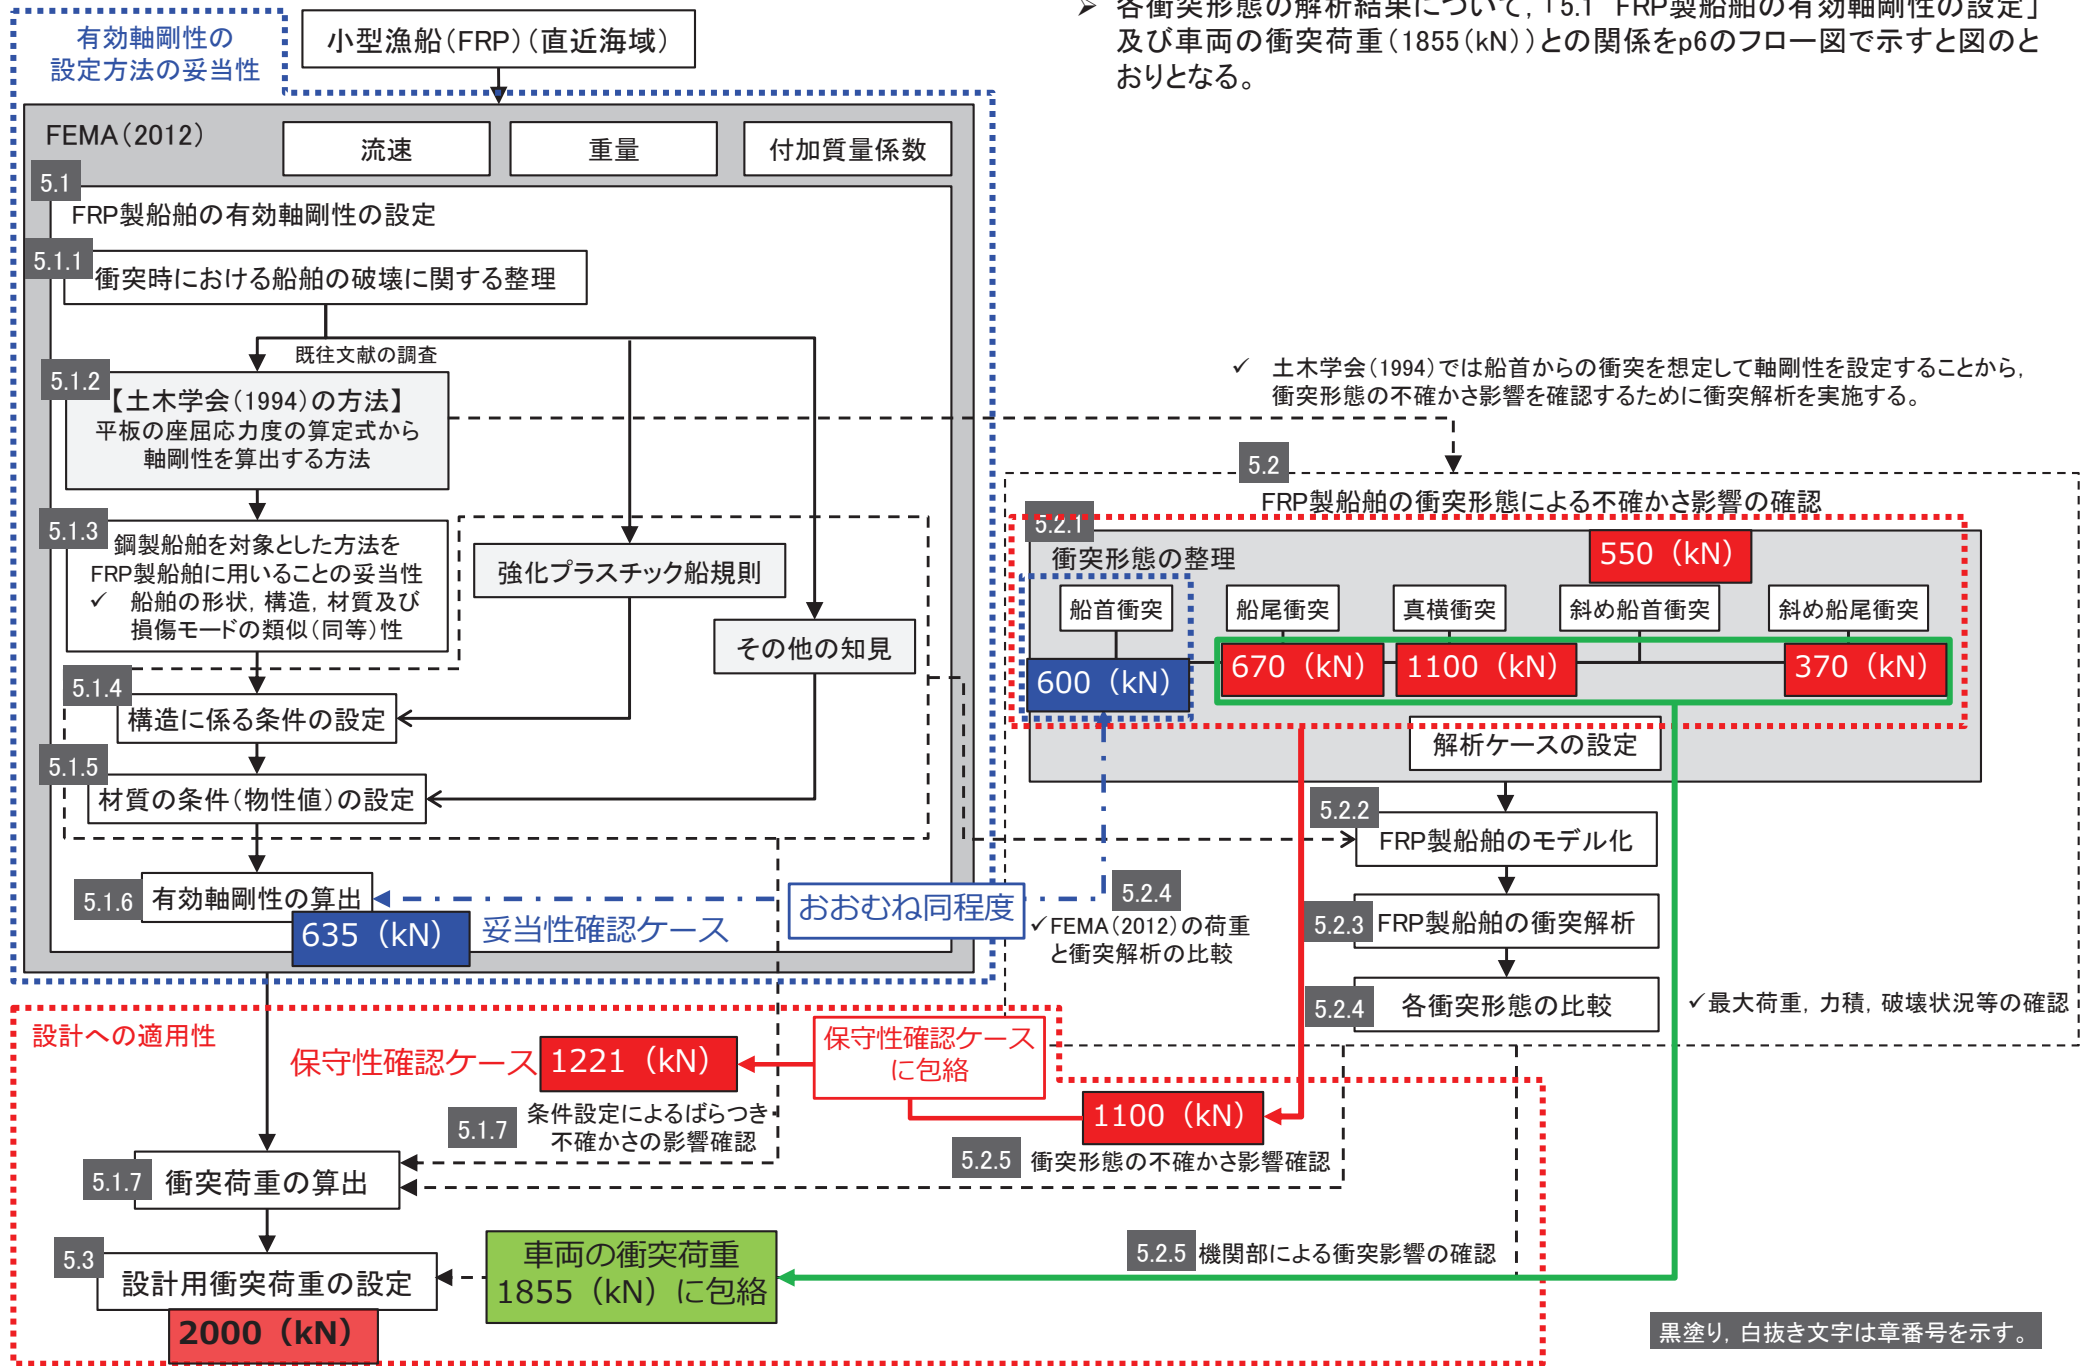 ➢ 各衝突形態の解析結果について,「5.1 FRP製船舶の有効軸剛性の設定」
及び車両の衝突荷重(1855(kN))との関係をp6のフロー図で示すと図のと
おりとなる。
有効軸剛性の
設定方法の妥当性
小型漁船(FRP)(直近海域)
FEMA(2012)
流速
重量
付加質量係数
5.1
FRP製船舶の有効軸剛性の設定
5.1.1
衝突時における船舶の破壊に関する整理
既往文献の調査
5.1.2
【土木学会(1994)の方法】
平板の座屈応力度の算定式から
軸剛性を算出する方法
5.1.3
鋼製船舶を対象とした方法を
FRP製船舶に用いることの妥当性
✓ 船舶の形状, 構造, 材質及び
損傷モードの類似(同等)性
強化プラスチック船規則
その他の知見
5.1.4
構造に係る条件の設定
5.1.5
材質の条件(物性値)の設定
5.1.6
有効軸剛性の算出
635(kN)
妥当性確認ケース
おおむね同程度
5.2.4
✓FEMA(2012)の荷重
と衝突解析の比較
✓ 土木学会(1994)では船首からの衝突を想定して軸剛性を設定することから,
衝突形態の不確かさ影響を確認するために衝突解析を実施する。
5.2
FRP製船舶の衝突形態による不確かさ影響の確認
5.2.1
衝突形態の整理
550(kN)
船首衝突
船尾衝突
真横衝突
斜め船首衝突
斜め船尾衝突
600(kN)
670(kN)
1100(kN)
370(kN)
解析ケースの設定
5.2.2
FRP製船舶のモデル化
5.2.3
FRP製船舶の衝突解析
5.2.4
各衝突形態の比較
✓最大荷重, 力積, 破壊状況等の確認
設計への適用性
保守性確認ケース
1221(kN)
保守性確認ケース
に包絡
1100(kN)
5.1.7
条件設定によるばらつき・
不確かさの影響確認
5.2.5
衝突形態の不確かさ影響確認
5.1.7
衝突荷重の算出
5.3
設計用衝突荷重の設定
2000(kN)
車両の衝突荷重
1855(kN)に包絡
5.2.5
機関部による衝突影響の確認
黒塗り, 白抜き文字は章番号を示す。